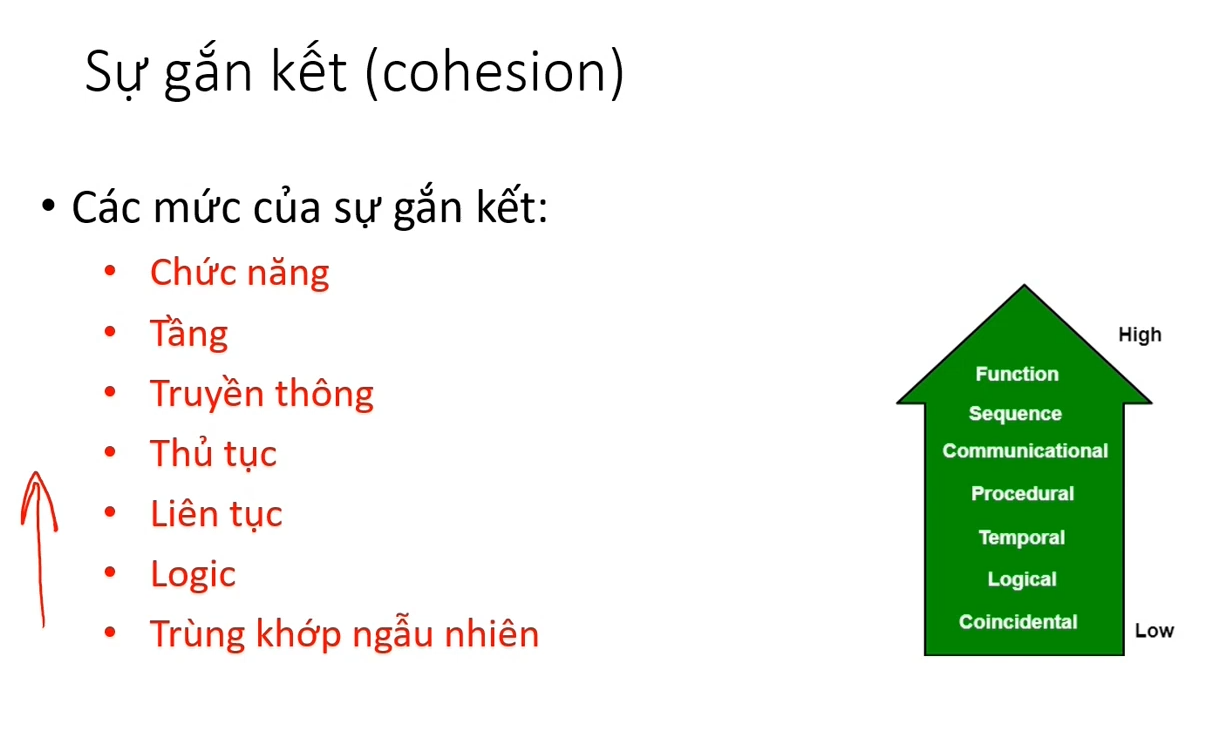 Sự gắn kết (cohesion)
• Các mức của sự gắn kết:
• Chức năng
• Tầng
• Truyền thông
• Thủ tục
• Liên tục
• Logic
• Trùng khớp ngẫu nhiên
High
Function
Sequence
Communicational
Procedural
Temporal
Logical
Coincidental
Low